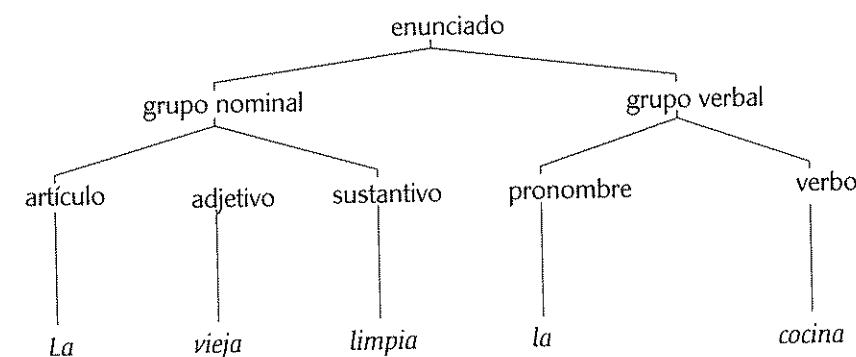 enunciado
grupo nominal grupo verbal
artículo adjetivo sustantivo pronombre verbo
La vieja limpia la cocina